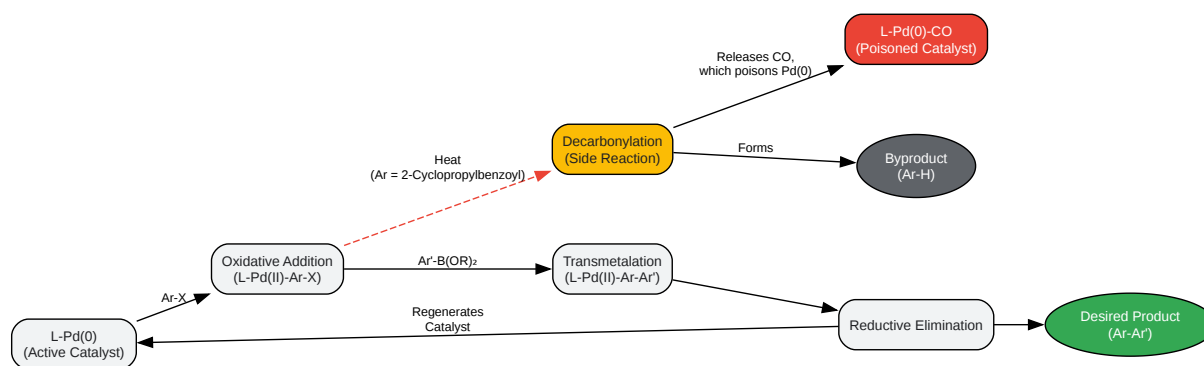 L-Pd(0)-CO
(Poisoned Catalyst)
Releases CO,
which poisons Pd(0)
Decarbonylation
(Side Reaction)
Forms
Byproduct
(Ar-H)
Heat
(Ar = 2-Cyclopropylbenzoyl)
Oxidative Addition
(L-Pd(II)-Ar-X)
Ar'-B(OR)₂
Transmetalation
(L-Pd(II)-Ar-Ar')
Ar-X
Regenerates
Catalyst
L-Pd(0)
(Active Catalyst)
Reductive Elimination
Desired Product
(Ar-Ar')